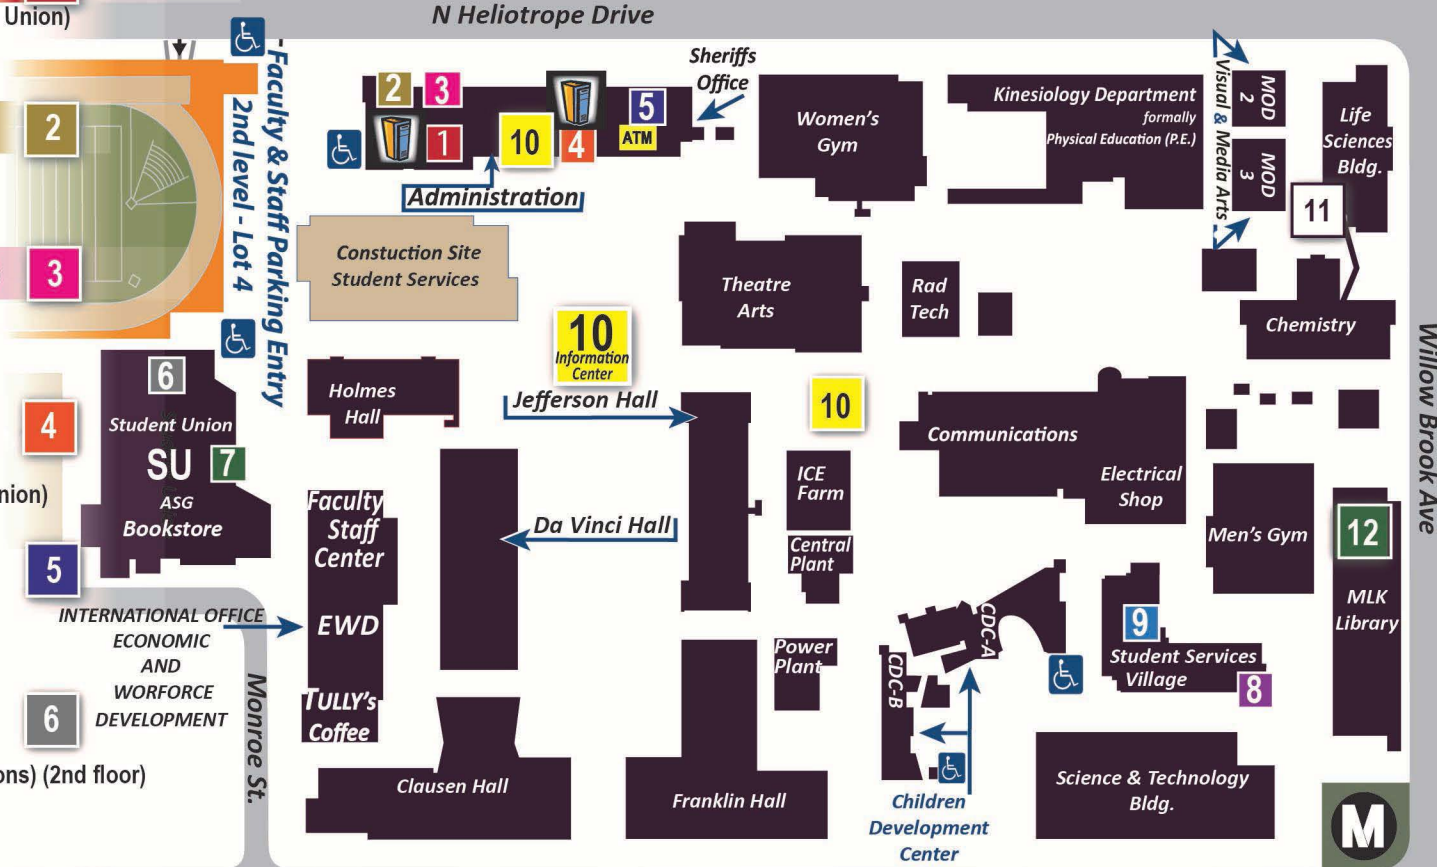 Union)
N Heliotrope Drive
Faculty & Staff Parking Entry
2nd level - Lot 4
2
3
4
nion)
5
6
ons) (2nd floor)
2
3
1
10
4
5
ATM
Sheriffs
Office
Administration
Women's
Gym
Kinesiology Department
formally
Physical Education (P.E.)
Visual & Media Arts
MOD
2
MOD
3
Life
Sciences
Bldg.
11
Constuction Site
Student Services
Theatre
Arts
Rad
Tech
Chemistry
Willow Brook Ave
6
Student Union
SU
7
ASG
Bookstore
Holmes
Hall
10
Information
Center
Jefferson Hall
10
Communications
Electrical
Shop
ICE
Farm
Central
Plant
Da Vinci Hall
Faculty
Staff
Center
EWD
TULLY's
Coffee
INTERNATIONAL OFFICE
ECONOMIC
AND
WORFORCE
DEVELOPMENT
Monroe St.
Men's Gym
12
MLK
Library
Power
Plant
CDC-A
CDC-B
9
Student Services
Village
8
Clausen Hall
Franklin Hall
Children
Development
Center
Science & Technology
Bldg.
M